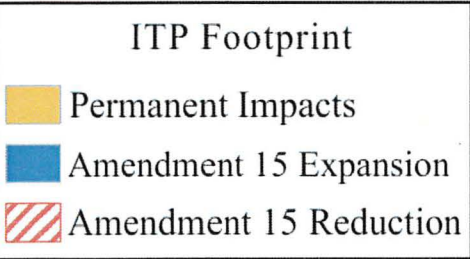 ITP Footprint
Permanent Impacts
Amendment 15 Expansion
Amendment 15 Reduction